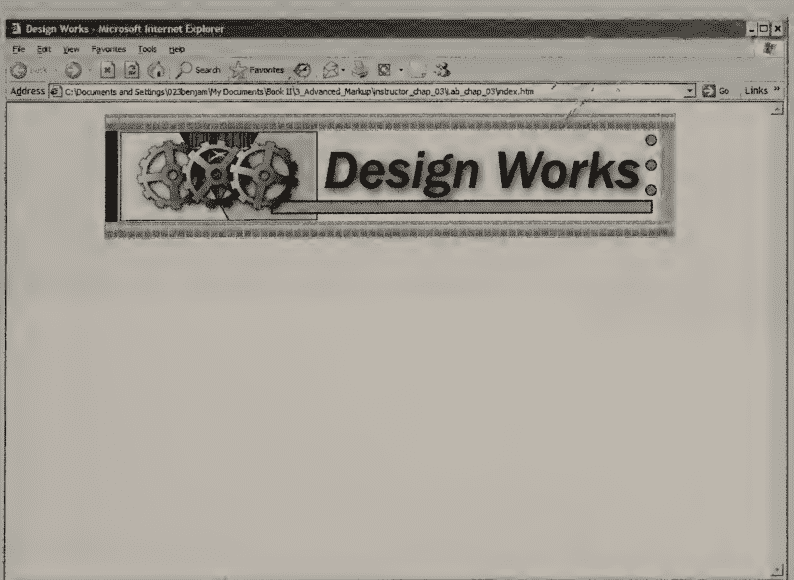 Design Works - Microsoft Internet Explorer
File Edit View Favorites Tools Help
Search Favorites
Address C:\Documents and Settings\023benjam\My Documents\Book II\3_Advanced_Markup\instructor_chap_03\Lab_chap_03\index.htm Go Links »
Design Works